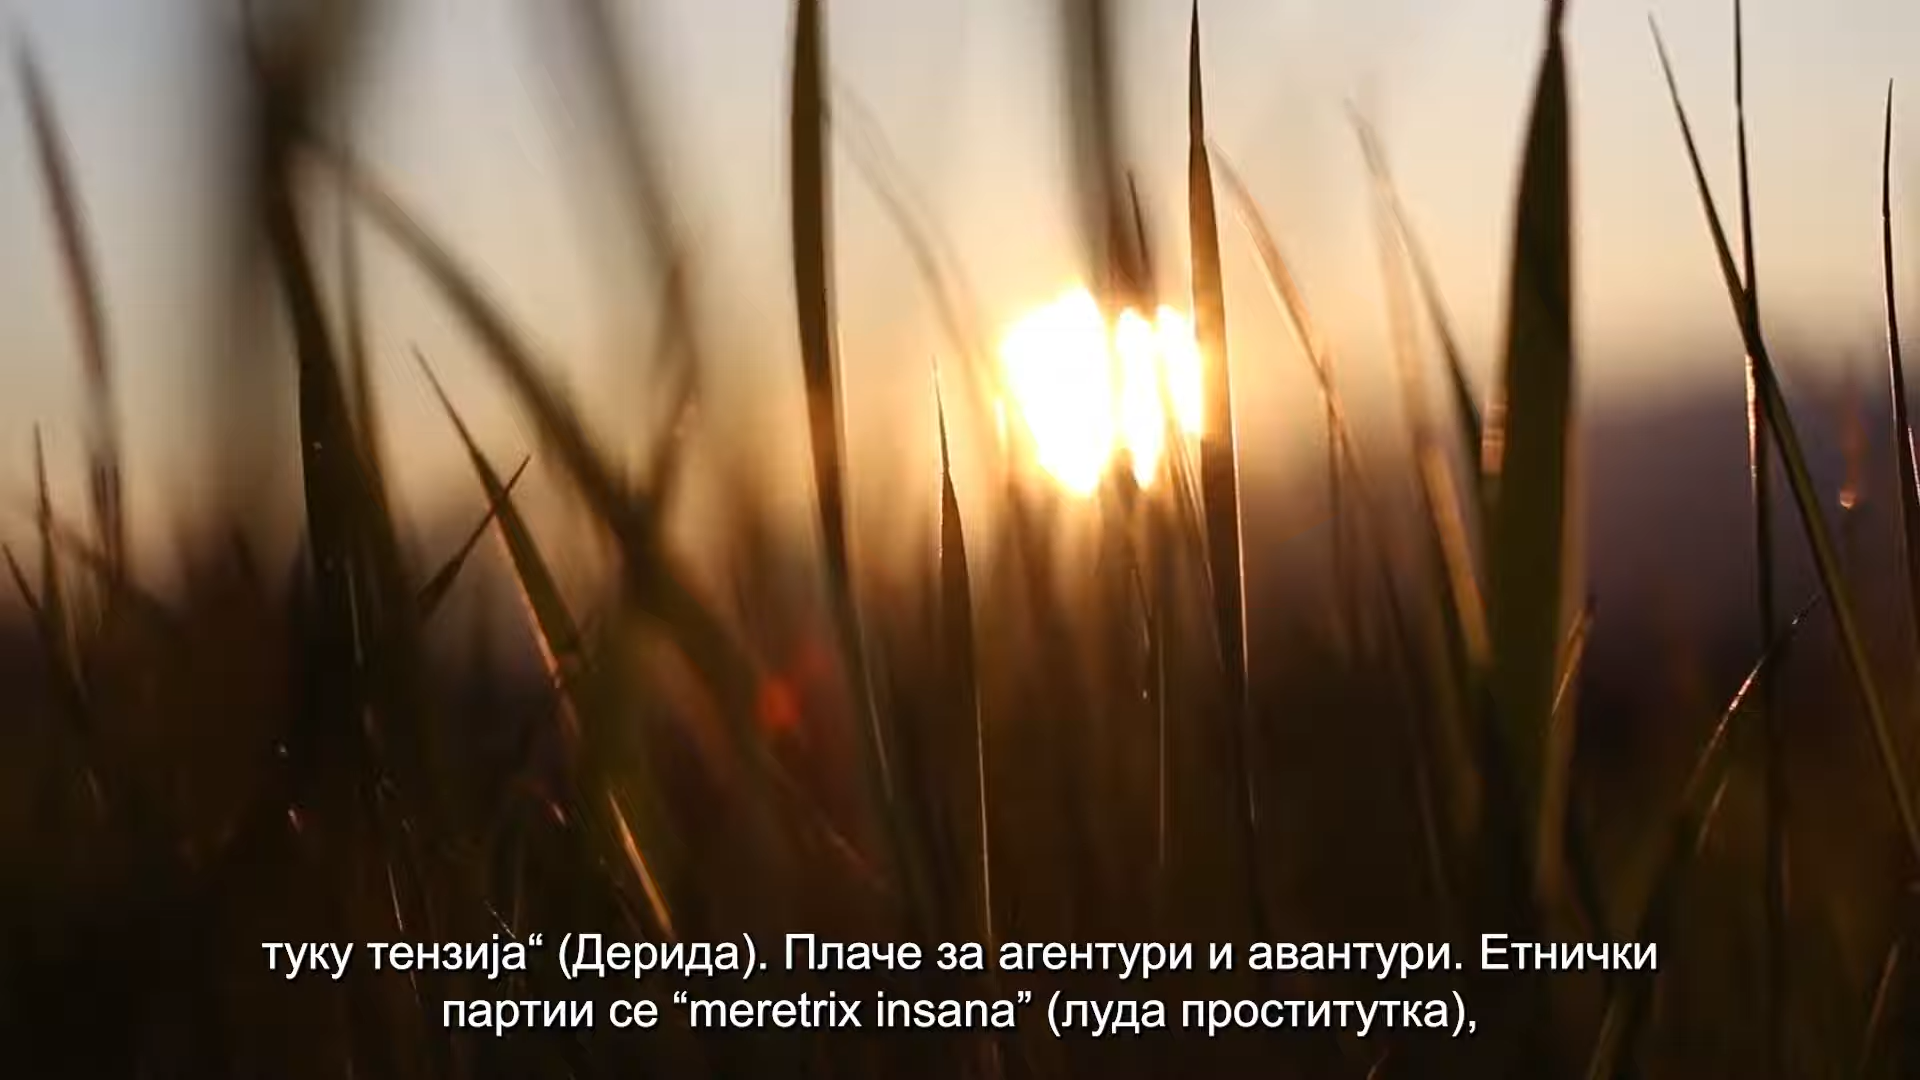 туку тензија“ (Дерида). Плаче за агентури и авантури. Етнички
партии се “meretrix insana” (луда проститутка),